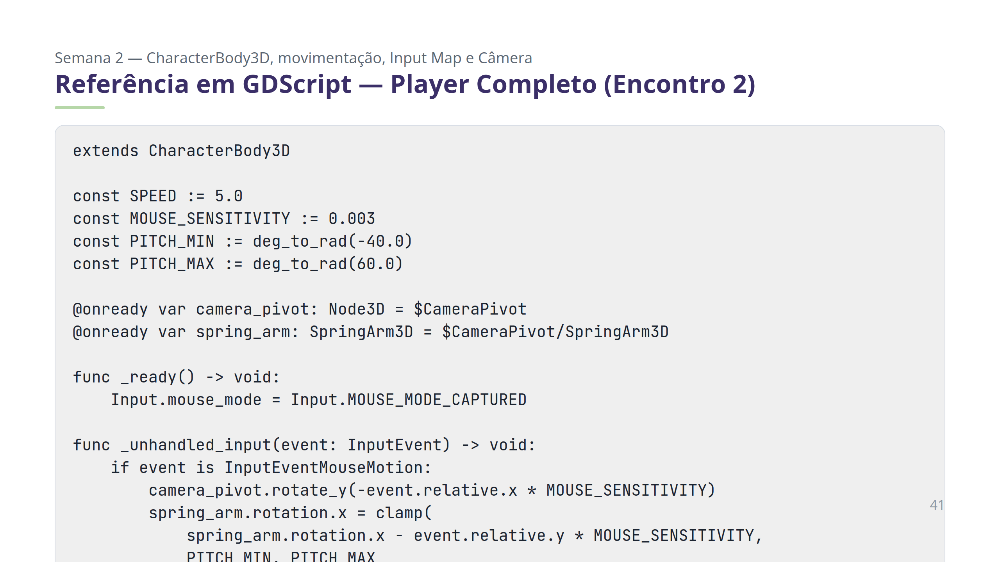 Semana 2 — CharacterBody3D, movimentação, Input Map e Câmera
Referência em GDScript — Player Completo (Encontro 2)
extends CharacterBody3D
const SPEED := 5.0
const MOUSE_SENSITIVITY := 0.003
const PITCH_MIN := deg_to_rad(-40.0)
const PITCH_MAX := deg_to_rad(60.0)
@onready var camera_pivot: Node3D = $CameraPivot
@onready var spring_arm: SpringArm3D = $CameraPivot/SpringArm3D
func _ready() -> void:
    Input.mouse_mode = Input.MOUSE_MODE_CAPTURED
func _unhandled_input(event: InputEvent) -> void:
    if event is InputEventMouseMotion:
        camera_pivot.rotate_y(-event.relative.x * MOUSE_SENSITIVITY)
        spring_arm.rotation.x = clamp(
            spring_arm.rotation.x - event.relative.y * MOUSE_SENSITIVITY,
            PITCH_MIN, PITCH_MAX
41